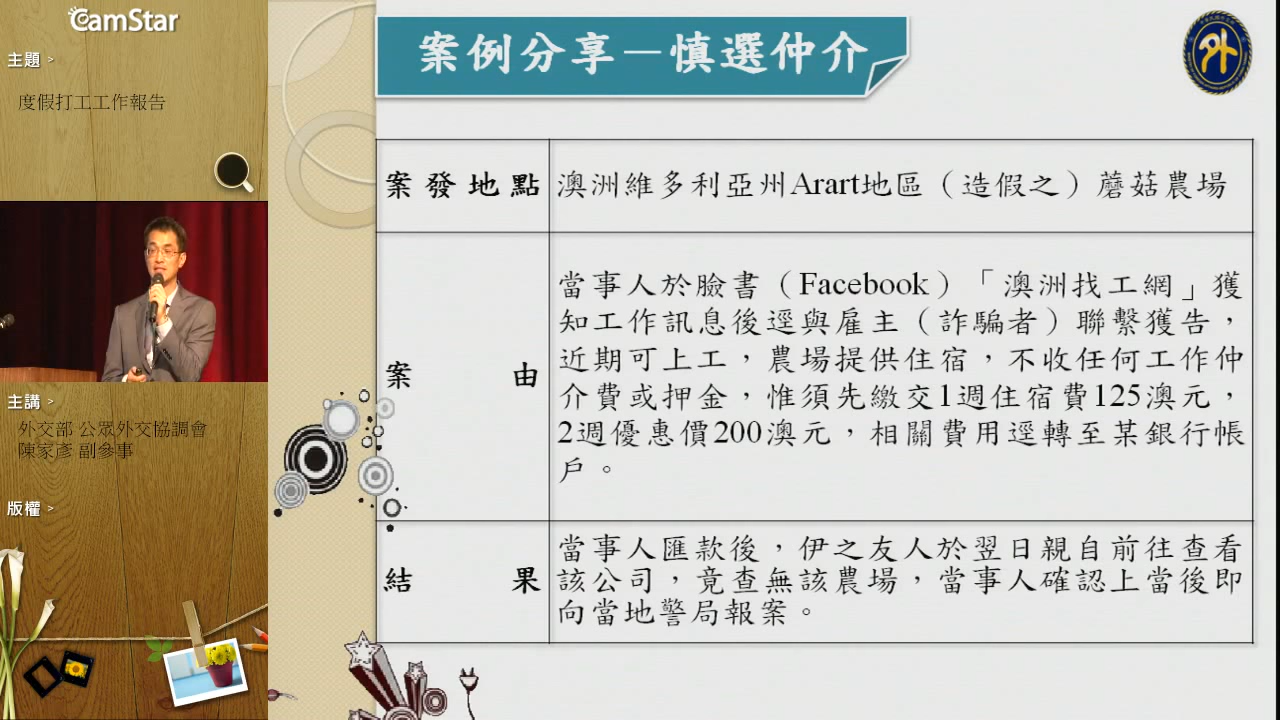 CamStar
主題 >
度假打工工作報告
主講 >
外交部 公眾外交協調會
陳家彥 副參事
版權 >
案例分享－慎選仲介
外
案發地點
澳洲維多利亞州Arart地區（造假之）蘑菇農場
案由
當事人於臉書（Facebook）「澳洲找工網」獲
知工作訊息後逕與雇主（詐騙者）聯繫獲告，
近期可上工，農場提供住宿，不收任何工作仲
介費或押金，惟須先繳交1週住宿費125澳元，
2週優惠價200澳元，相關費用逕轉至某銀行帳
戶。
結果
當事人匯款後，伊之友人於翌日親自前往查看
該公司，竟查無該農場，當事人確認上當後即
向當地警局報案。